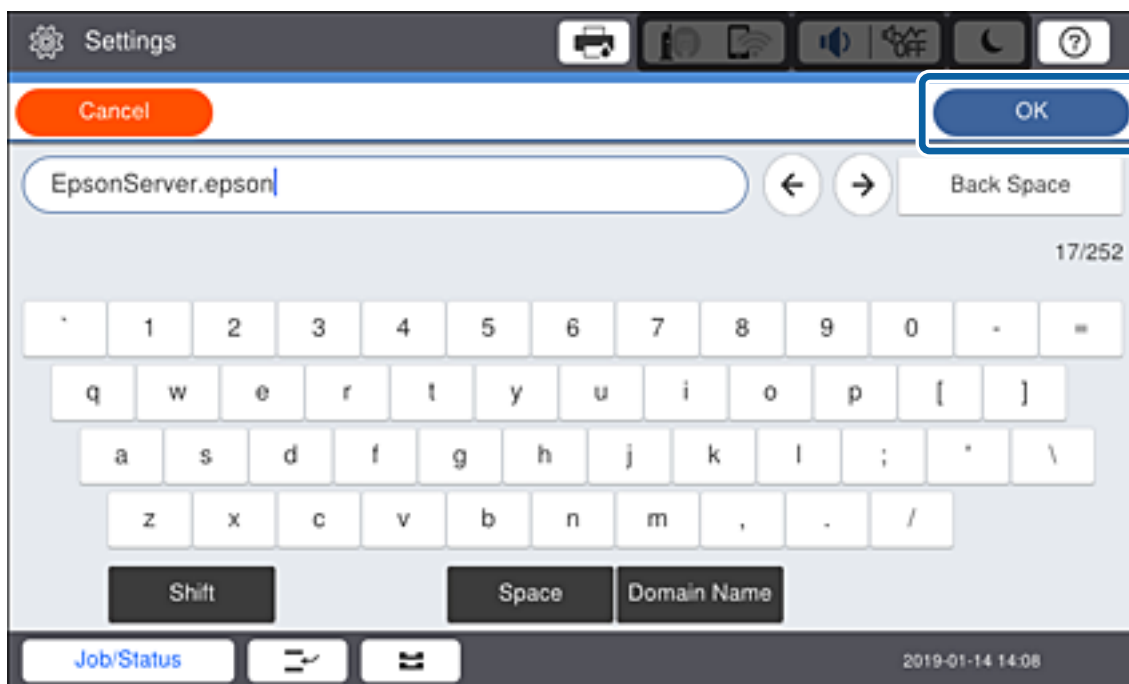 Settings
OFF
Cancel
OK
EpsonServer.epson
Back Space
17/252
` 1 2 3 4 5 6 7 8 9 0 - =
q w e r t y u i o p [ ]
a s d f g h j k l ; ' \
z x c v b n m , . /
Shift
Space
Domain Name
Job/Status
2019-01-14 14:08